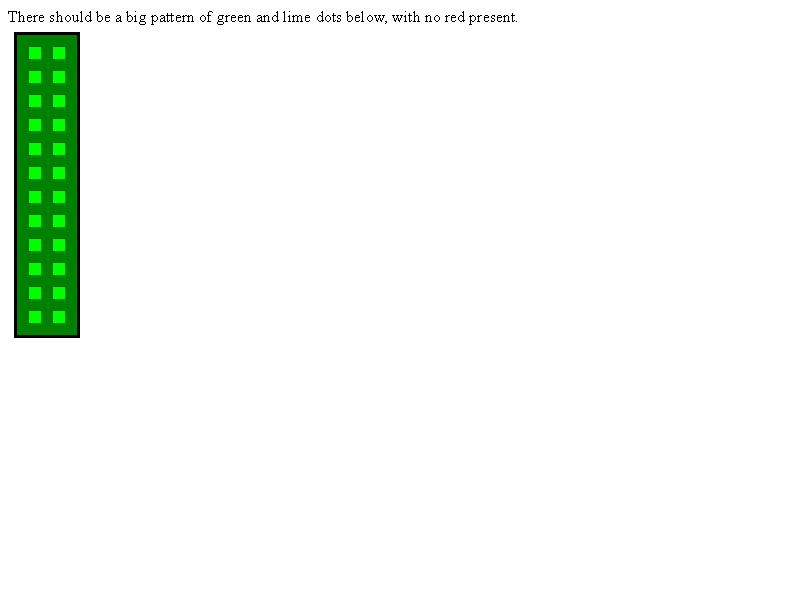 There should be a big pattern of green and lime dots below, with no red present.